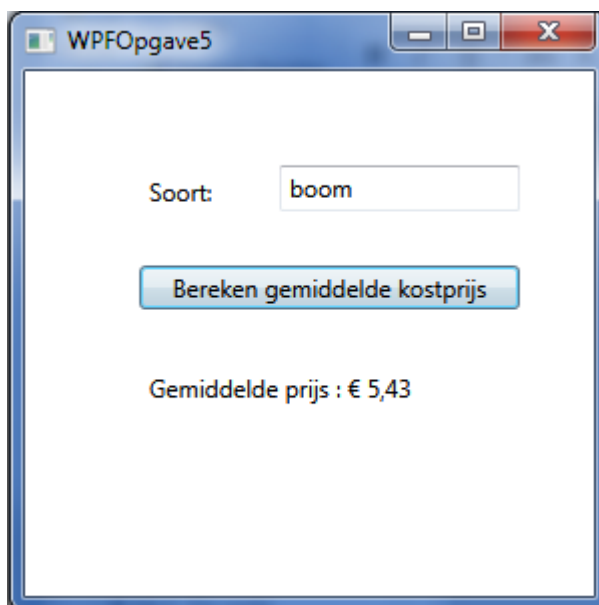 WPFOpgave5
Soort: boom
Bereken gemiddelde kostprijs
Gemiddelde prijs : € 5,43